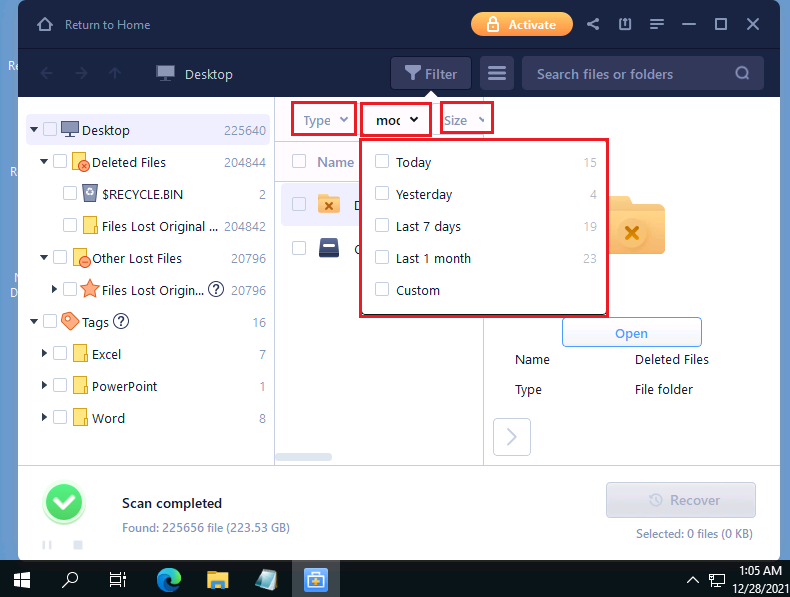 Return to Home
Activate
Desktop
Filter
Search files or folders
Type
Size
Desktop 225640
Deleted Files 204844
$RECYCLE.BIN 2
Files Lost Original ... 204842
Other Lost Files 20796
Files Lost Origin... ? 20796
Tags ? 16
Excel 7
PowerPoint 1
Word 8
Name
Today 15
Yesterday 4
Last 7 days 19
Last 1 month 23
Custom
Open
Name Deleted Files
Type File folder
Scan completed
Found: 225656 file (223.53 GB)
Recover
Selected: 0 files (0 KB)
1:05 AM
12/28/2021